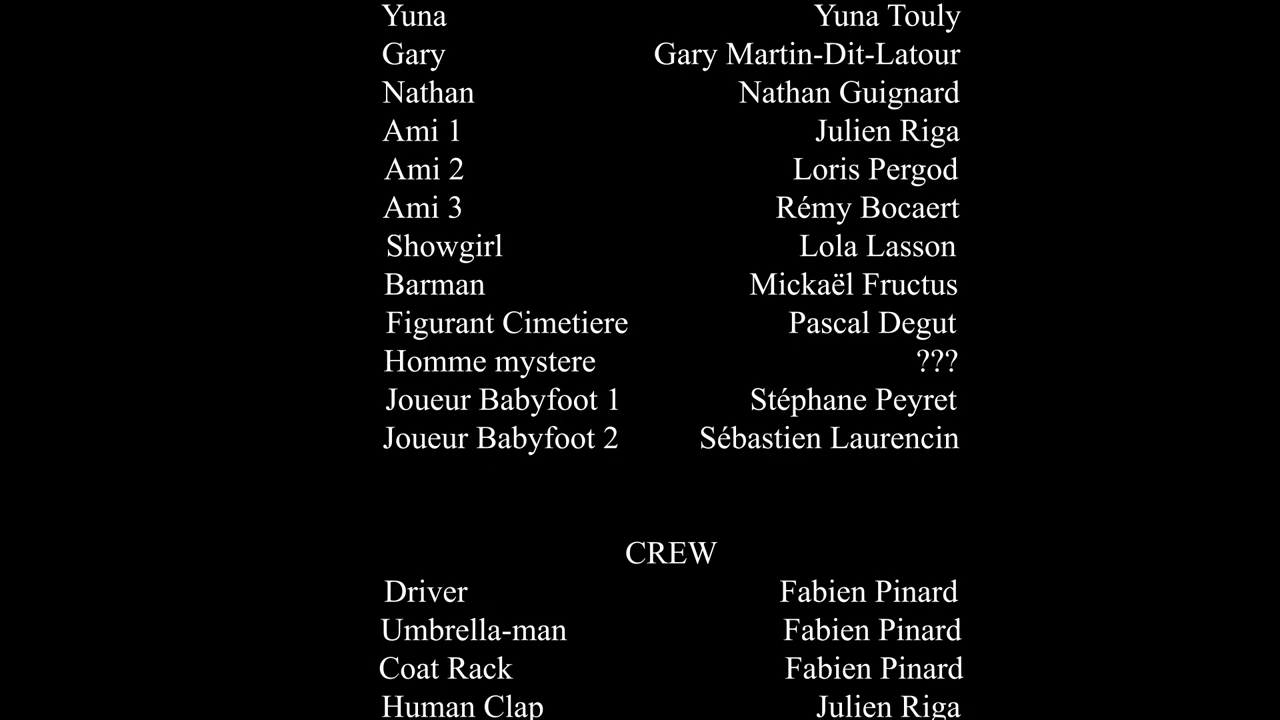 Yuna Yuna Touly
Gary Gary Martin-Dit-Latour
Nathan Nathan Guignard
Ami 1 Julien Riga
Ami 2 Loris Pergod
Ami 3 Rémy Bocaert
Showgirl Lola Lasson
Barman Mickaël Fructus
Figurant Cimetiere Pascal Degut
Homme mystere ???
Joueur Babyfoot 1 Stéphane Peyret
Joueur Babyfoot 2 Sébastien Laurencin
CREW
Driver Fabien Pinard
Umbrella-man Fabien Pinard
Coat Rack Fabien Pinard
Human Clap Julien Riga